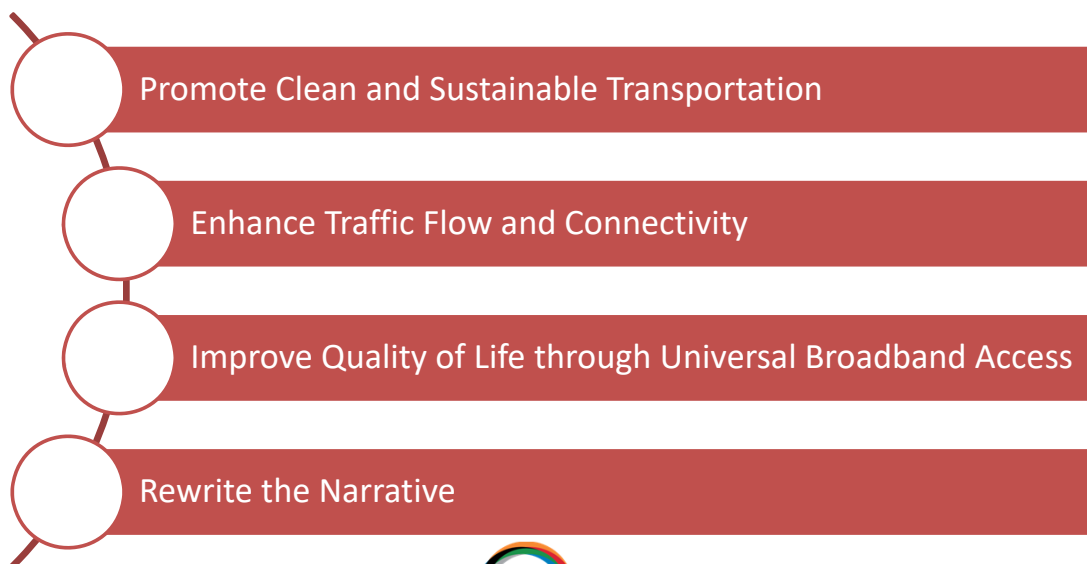 Promote Clean and Sustainable Transportation
Enhance Traffic Flow and Connectivity
Improve Quality of Life through Universal Broadband Access
Rewrite the Narrative